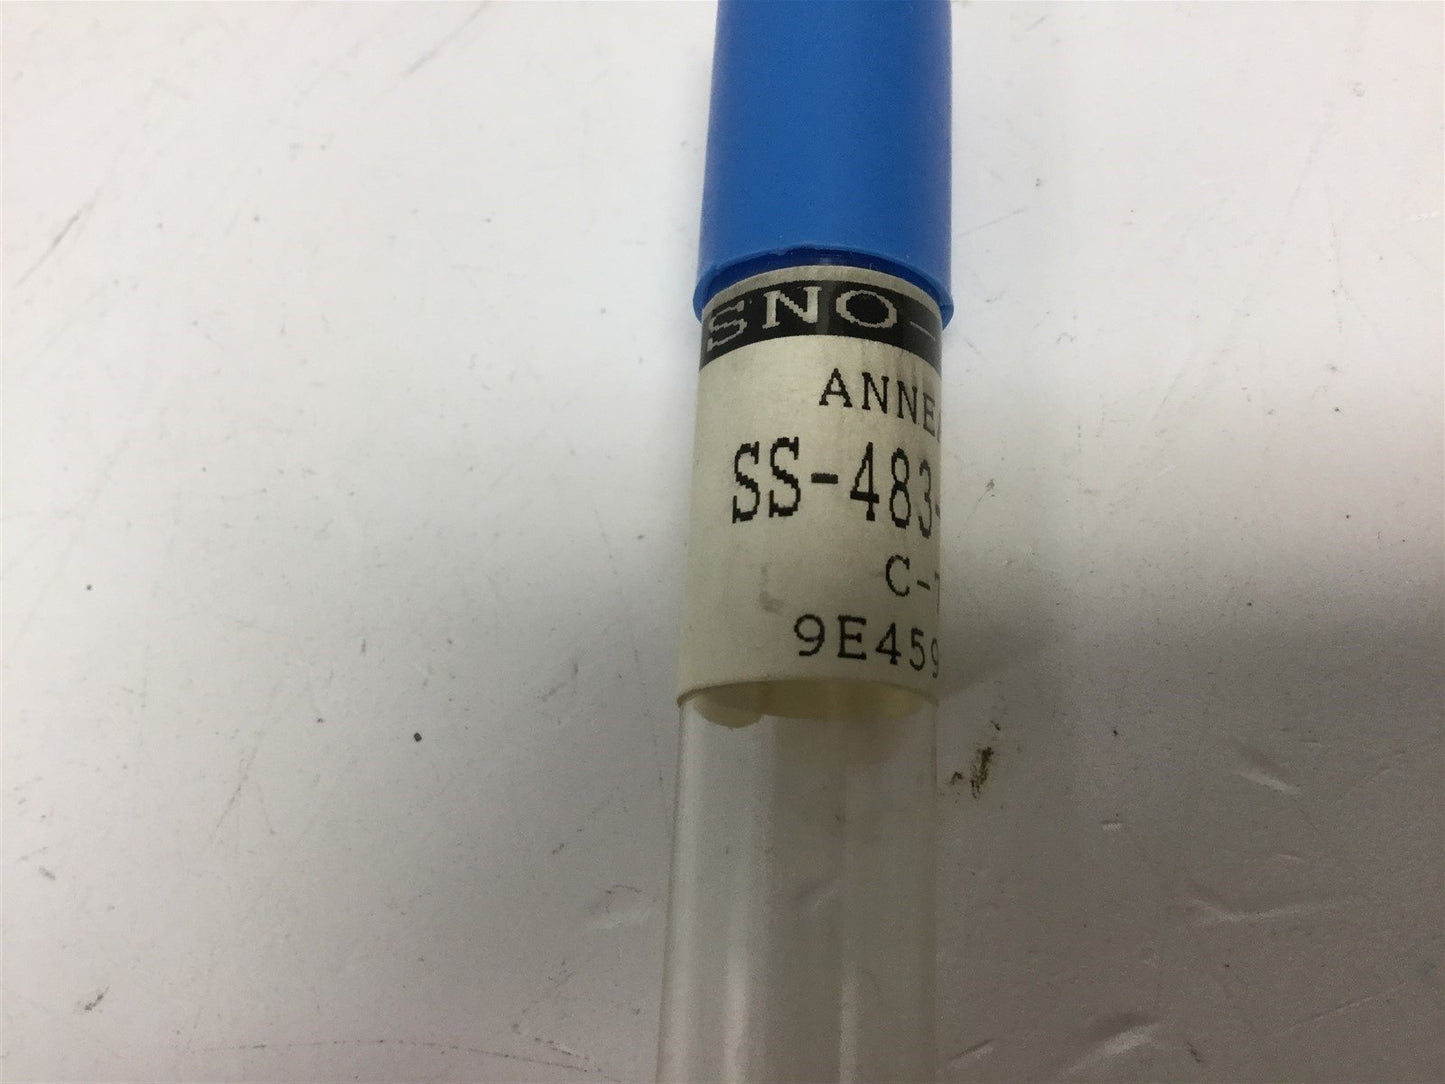 SNO-
ANNE
SS-483-
C-
9E459